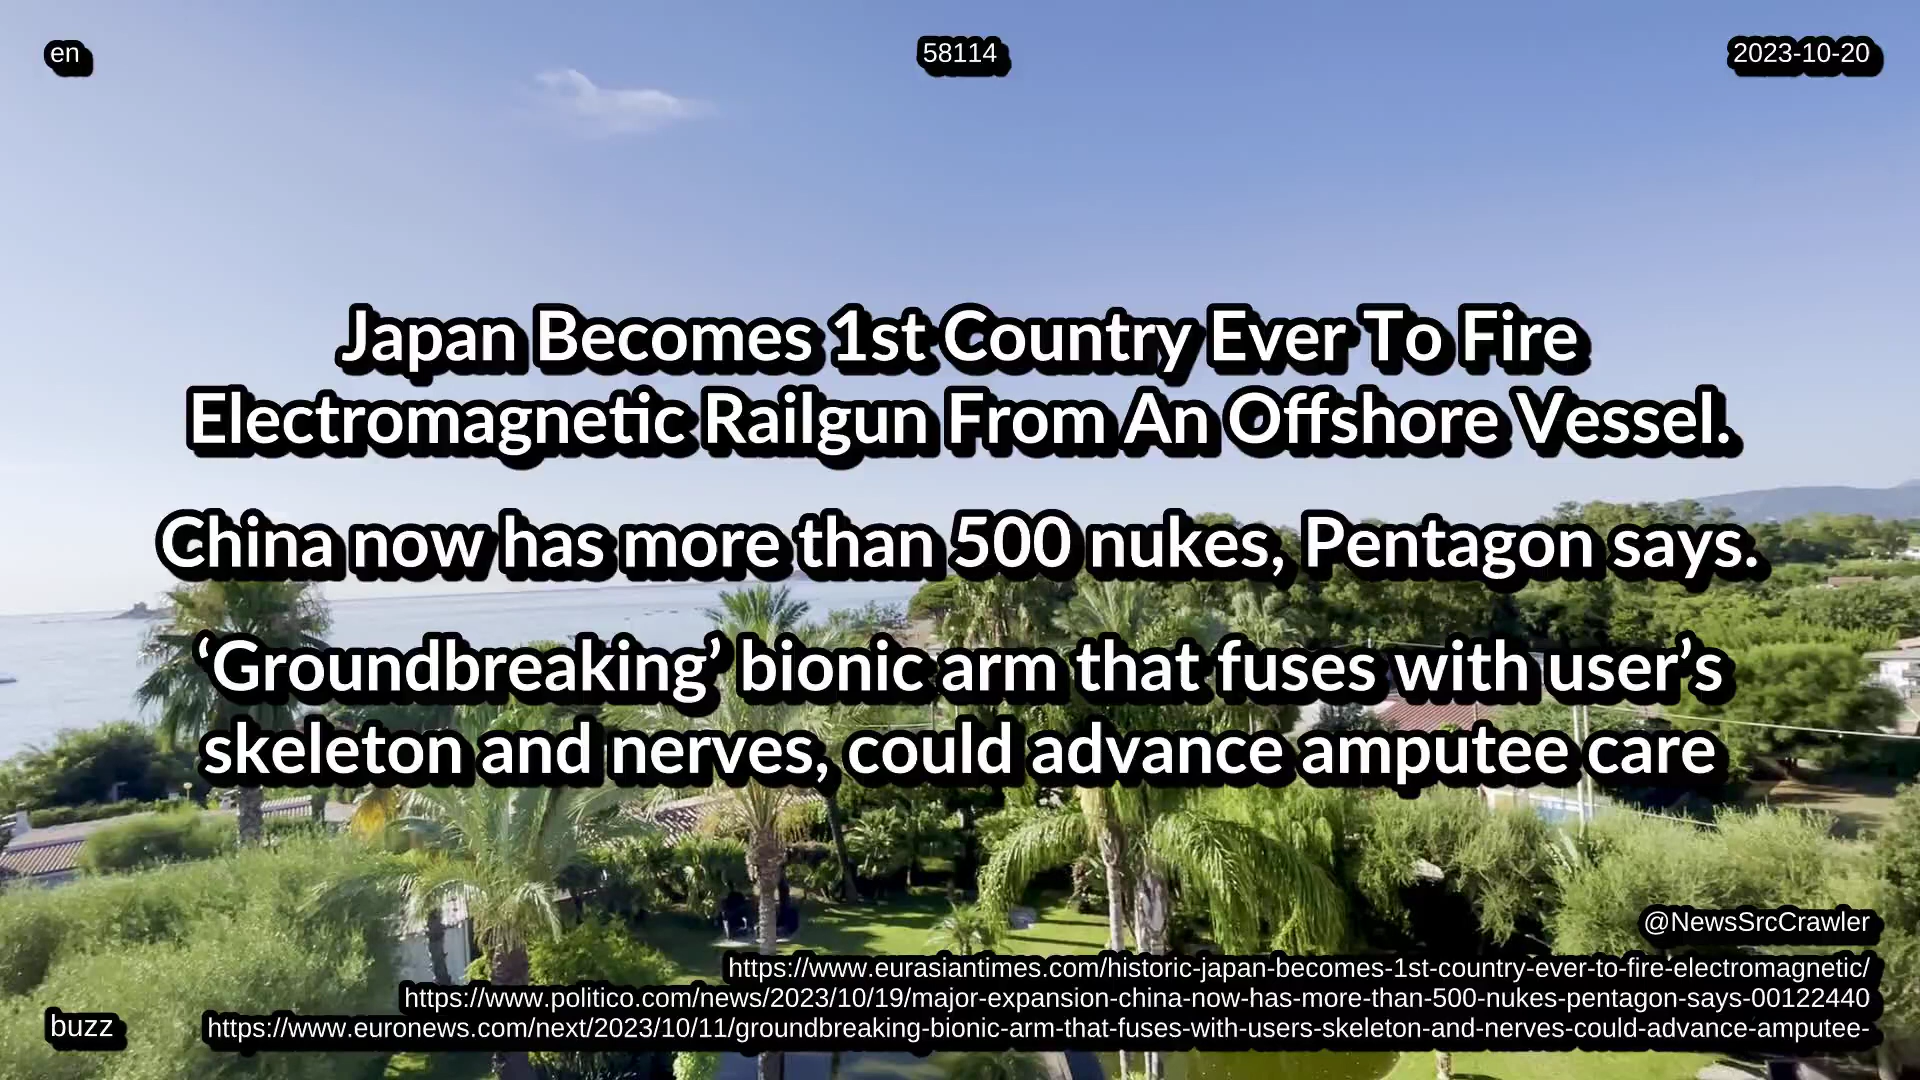 en
58114
2023-10-20
Japan Becomes 1st Country Ever To Fire
Electromagnetic Railgun From An Offshore Vessel.
China now has more than 500 nukes, Pentagon says.
‘Groundbreaking’ bionic arm that fuses with user’s
skeleton and nerves, could advance amputee care
@NewsSrcCrawler
https://www.eurasiantimes.com/historic-japan-becomes-1st-country-ever-to-fire-electromagnetic/
https://www.politico.com/news/2023/10/19/major-expansion-china-now-has-more-than-500-nukes-pentagon-says-00122440
https://www.euronews.com/next/2023/10/11/groundbreaking-bionic-arm-that-fuses-with-users-skeleton-and-nerves-could-advance-amputee-
buzz